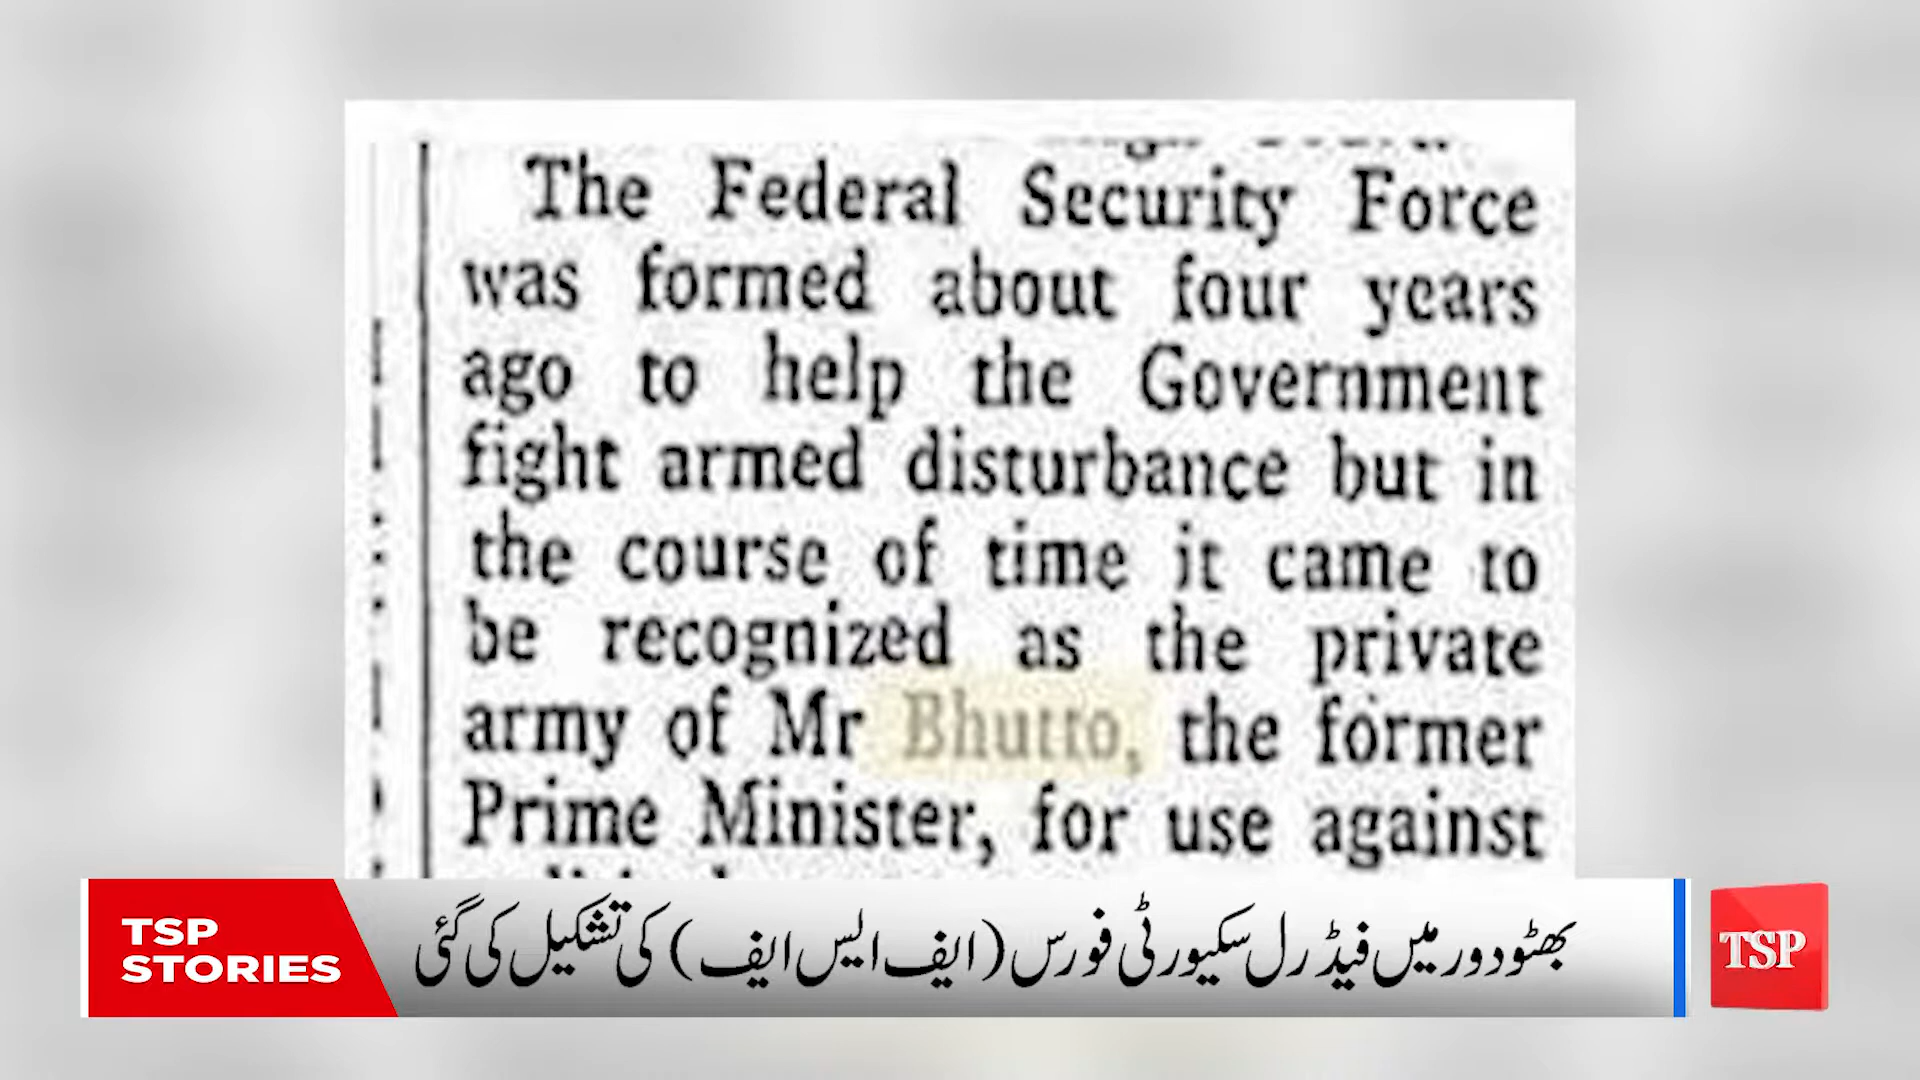 The Federal Security Force
was formed about four years
ago to help the Government
fight armed disturbance but in
the course of time it came to
be recognized as the private
army of Mr Bhutto, the former
Prime Minister, for use against
TSP
STORIES
بھٹو دور میں فیڈرل سکیورٹی فورس (ایف ایس ایف) کی تشکیل کی گئی
TSP